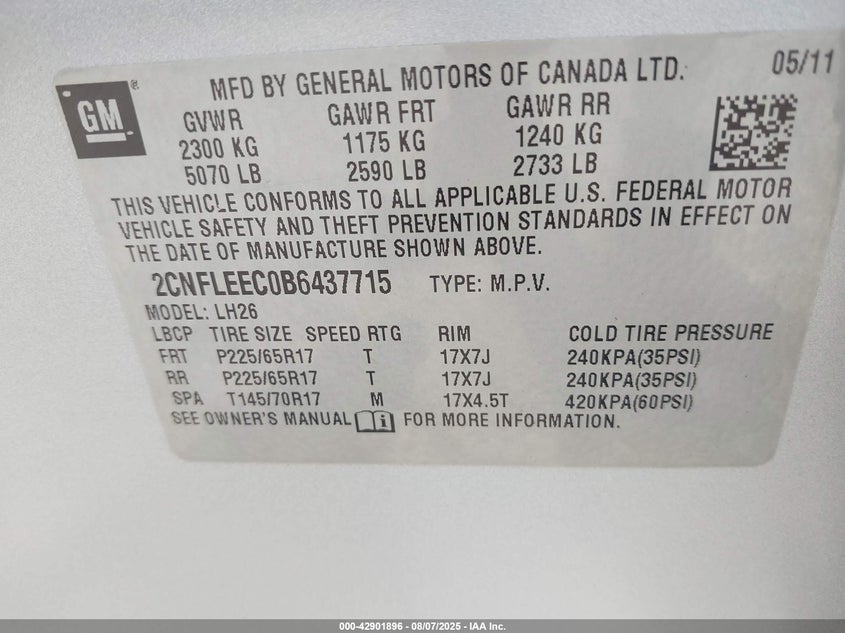 GM®
MFD BY GENERAL MOTORS OF CANADA LTD. 05/11
GVWR GAWR FRT GAWR RR
2300 KG 1175 KG 1240 KG
5070 LB 2590 LB 2733 LB
THIS VEHICLE CONFORMS TO ALL APPLICABLE U.S. FEDERAL MOTOR
VEHICLE SAFETY AND THEFT PREVENTION STANDARDS IN EFFECT ON
THE DATE OF MANUFACTURE SHOWN ABOVE.
2CNFLEEC0B6437715 TYPE: M.P.V.
MODEL: LH26
LBCP TIRE SIZE SPEED RTG RIM COLD TIRE PRESSURE
FRT P225/65R17 T 17X7J 240KPA(35PSI)
RR P225/65R17 T 17X7J 240KPA(35PSI)
SPA T145/70R17 M 17X4.5T 420KPA(60PSI)
SEE OWNER'S MANUAL i FOR MORE INFORMATION.
000-42901896 - 08/07/2025 - IAA Inc.